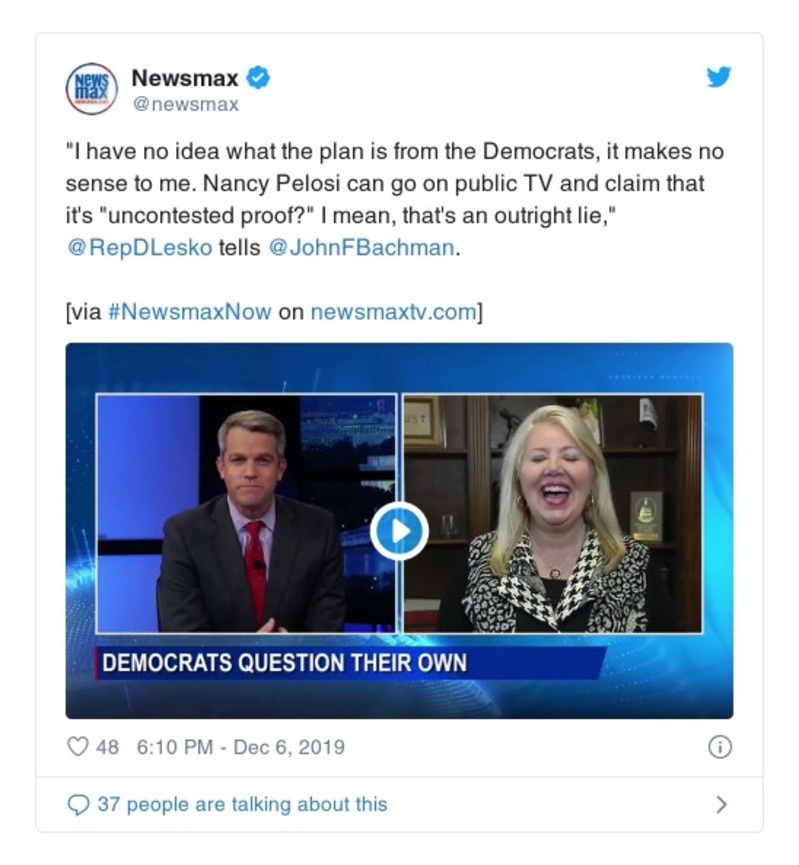 NEWS
max
Newsmax
@newsmax
"I have no idea what the plan is from the Democrats, it makes no
sense to me. Nancy Pelosi can go on public TV and claim that
it's "uncontested proof?" I mean, that's an outright lie,"
@RepDLesko tells @JohnFBachman.
[via #NewsmaxNow on newsmaxtv.com]
UST
DEMOCRATS QUESTION THEIR OWN
48 6:10 PM - Dec 6, 2019
37 people are talking about this